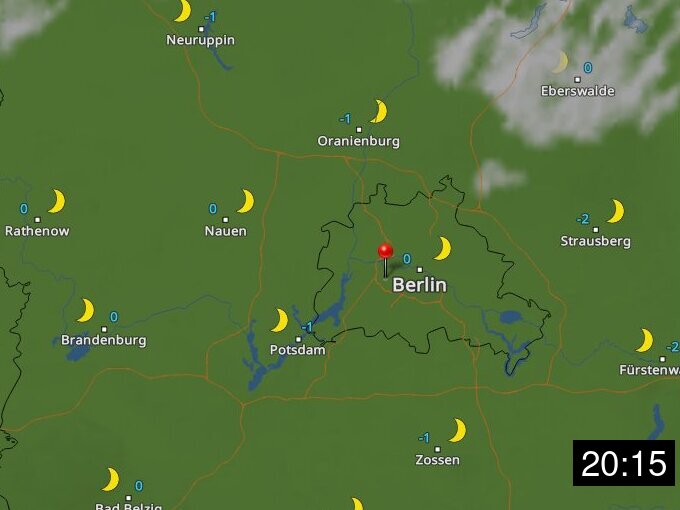 -1
Neuruppin
0
Eberswalde
-1
Oranienburg
0
Rathenow
0
Nauen
-2
Strausberg
0
Berlin
0
Brandenburg
-1
Potsdam
-2
Fürstenwa
-1
Zossen
0
Bad Belzig
20:15